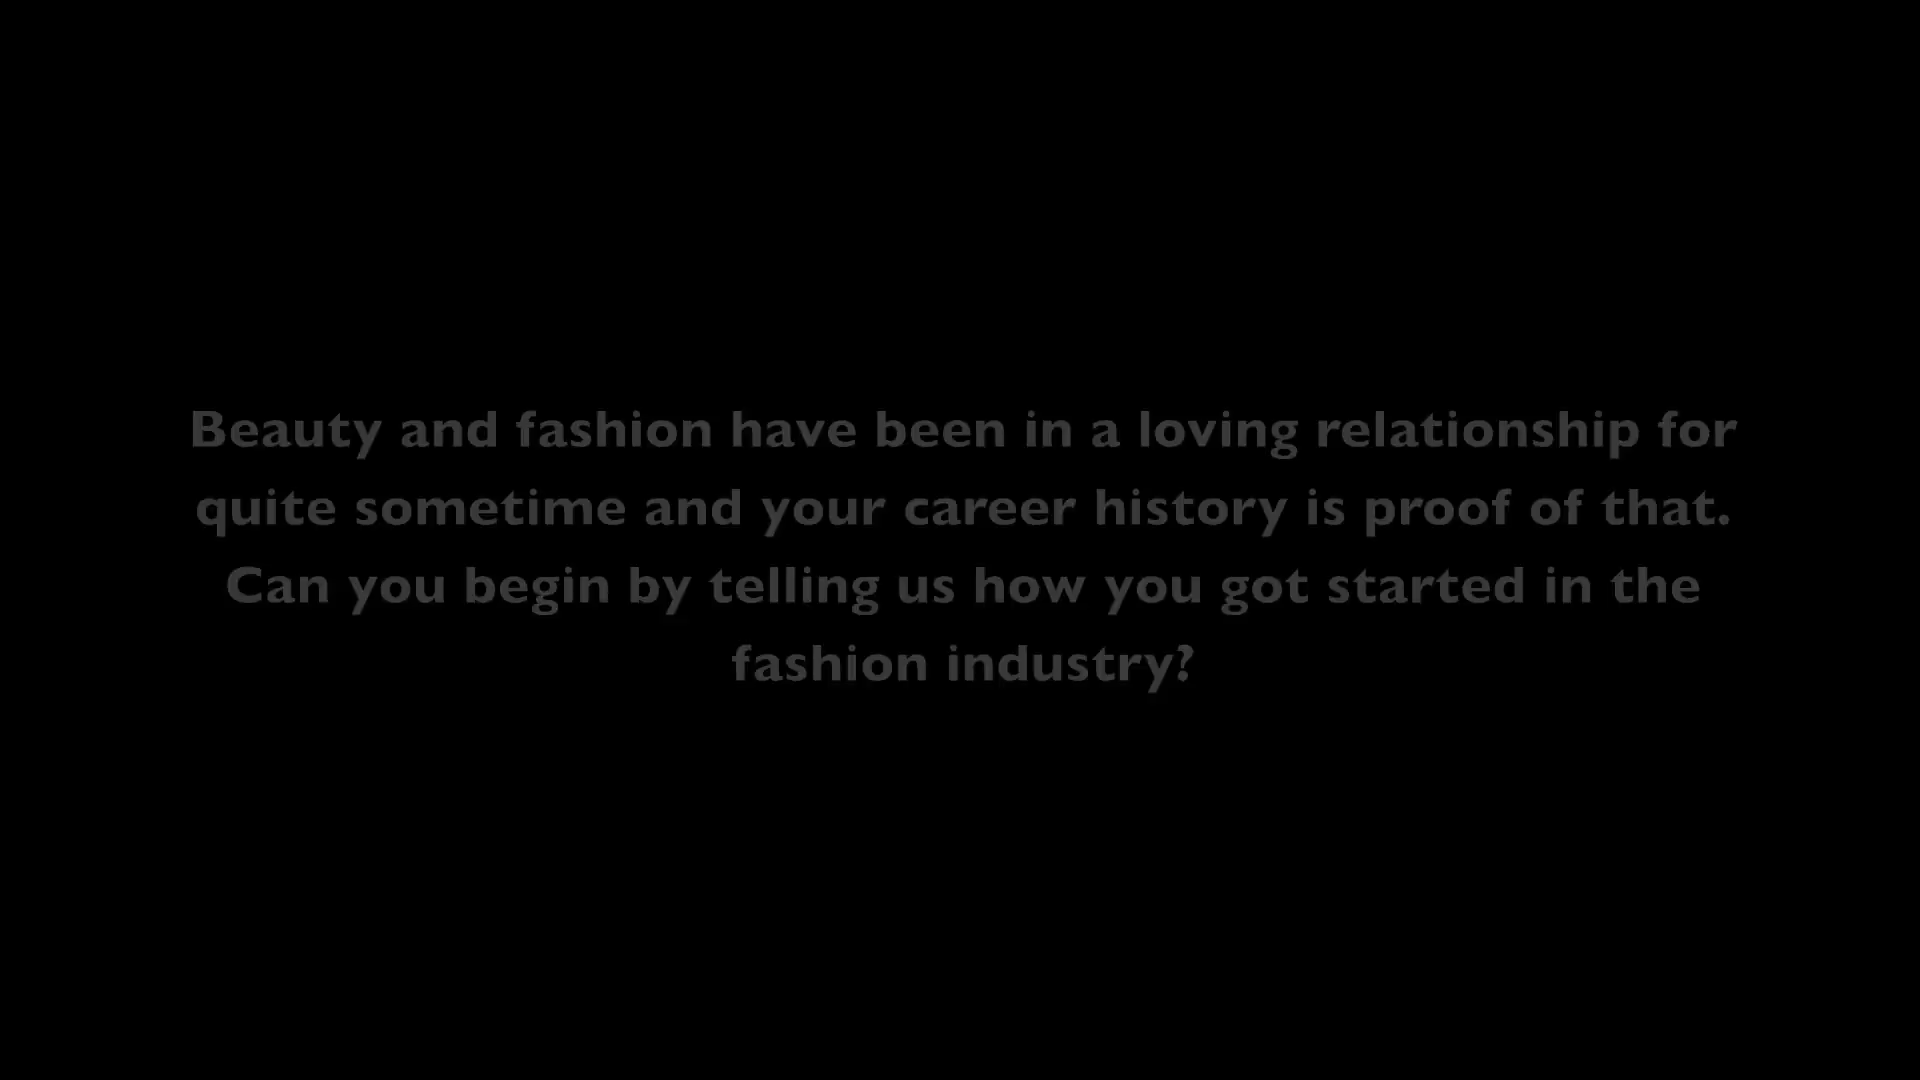 Beauty and fashion have been in a loving relationship for
quite sometime and your career history is proof of that.
Can you begin by telling us how you got started in the
fashion industry?